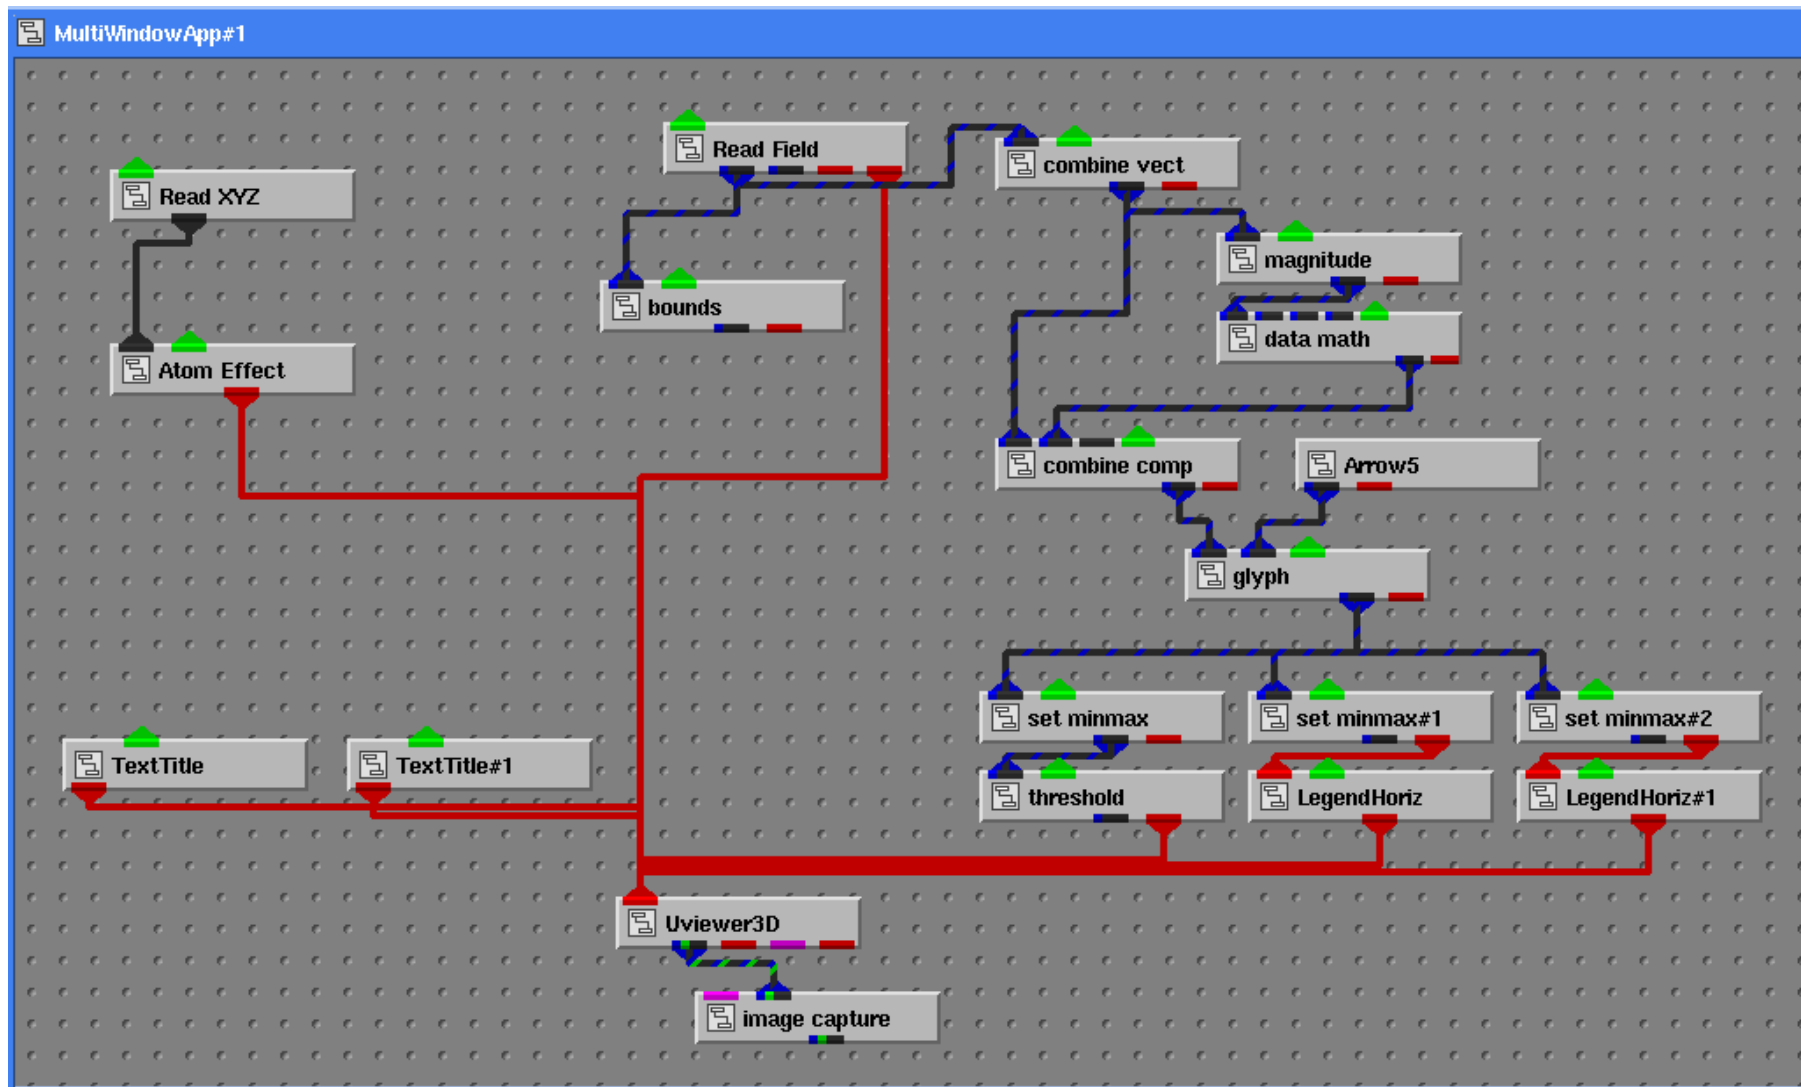 MultiWindowApp#1
Read Field
combine vect
Read XYZ
magnitude
bounds
data math
Atom Effect
combine comp
Arrow5
glyph
set minmax
set minmax#1
set minmax#2
TextTitle
TextTitle#1
threshold
LegendHoriz
LegendHoriz#1
Uviewer3D
image capture